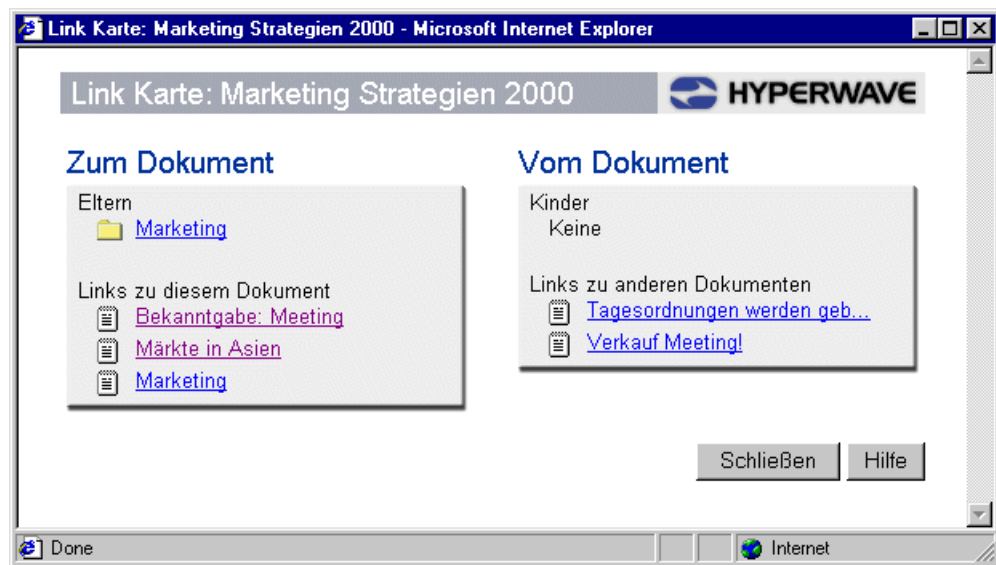 Link Karte: Marketing Strategien 2000 - Microsoft Internet Explorer
Link Karte: Marketing Strategien 2000
HYPERWAVE
Zum Dokument
Eltern
Marketing
Links zu diesem Dokument
Bekanntgabe: Meeting
Märkte in Asien
Marketing
Vom Dokument
Kinder
Keine
Links zu anderen Dokumenten
Tagesordnungen werden geb...
Verkauf Meeting!
Schließen
Hilfe
Done
Internet